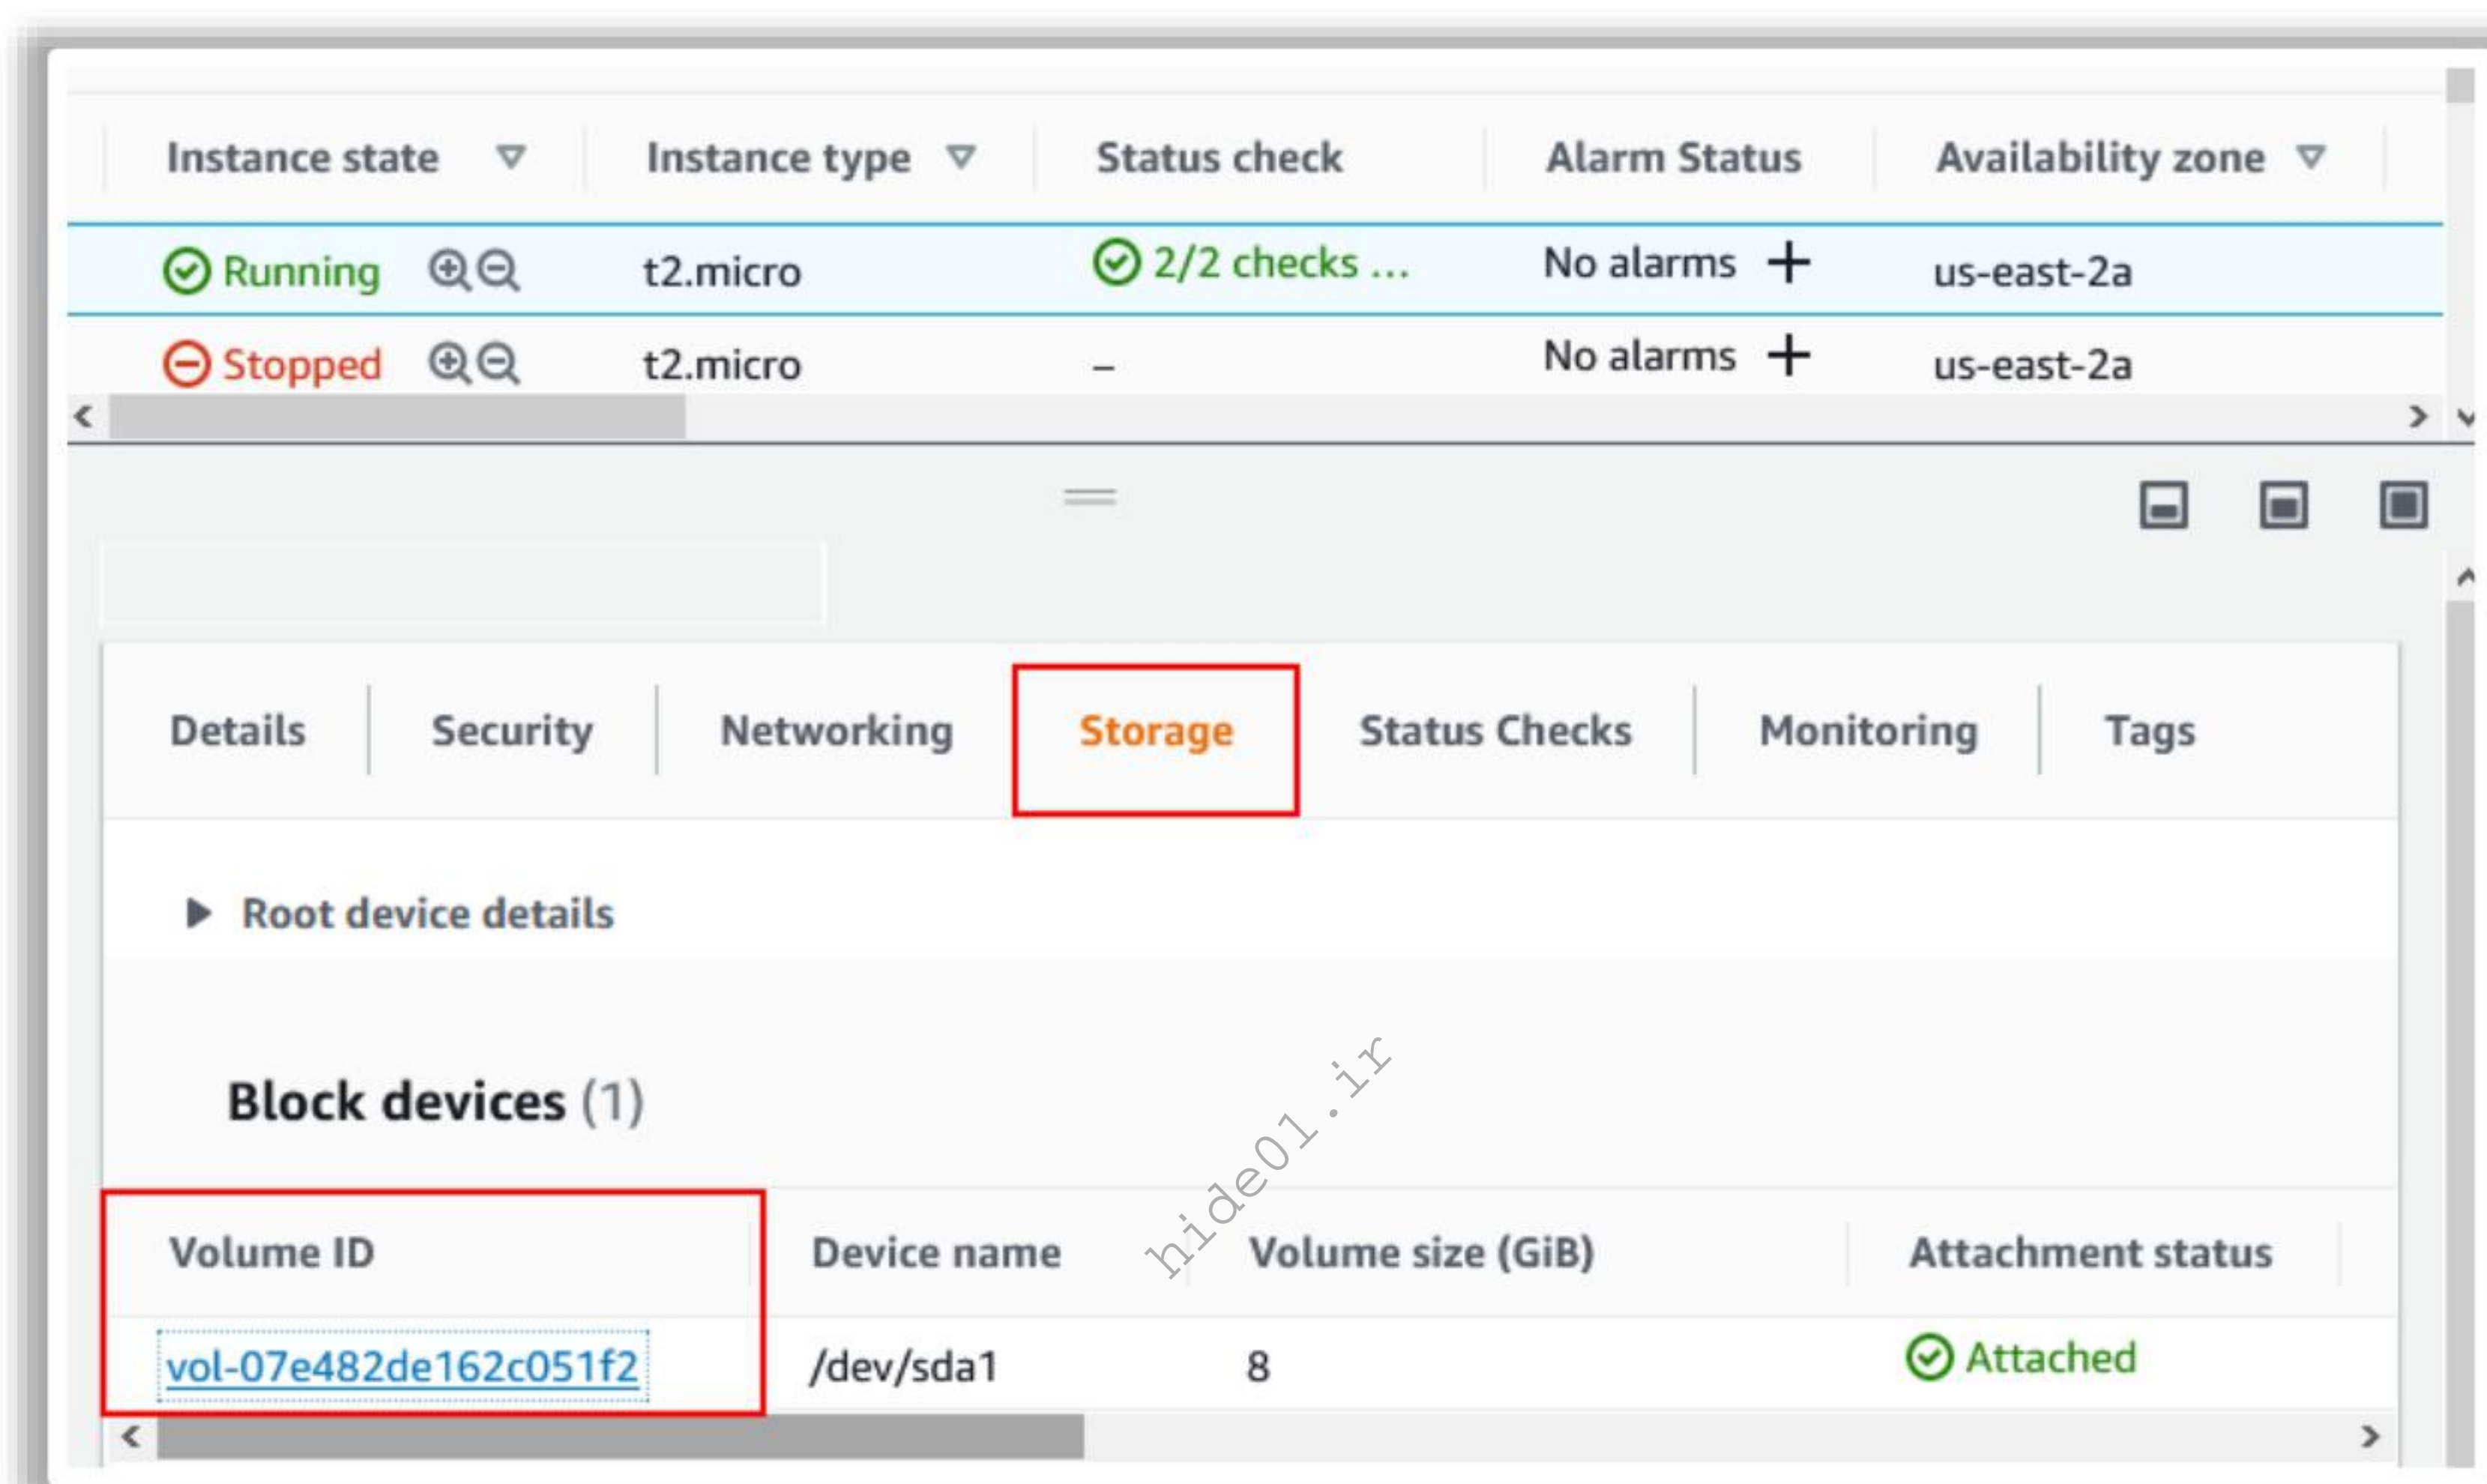 Instance state Instance type Status check Alarm Status Availability zone
Running t2.micro 2/2 checks ... No alarms + us-east-2a
Stopped t2.micro – No alarms + us-east-2a
Details Security Networking Storage Status Checks Monitoring Tags
Root device details
Block devices (1)
hide01.ir
Volume ID Device name Volume size (GiB) Attachment status
vol-07e482de162c051f2 /dev/sda1 8 Attached